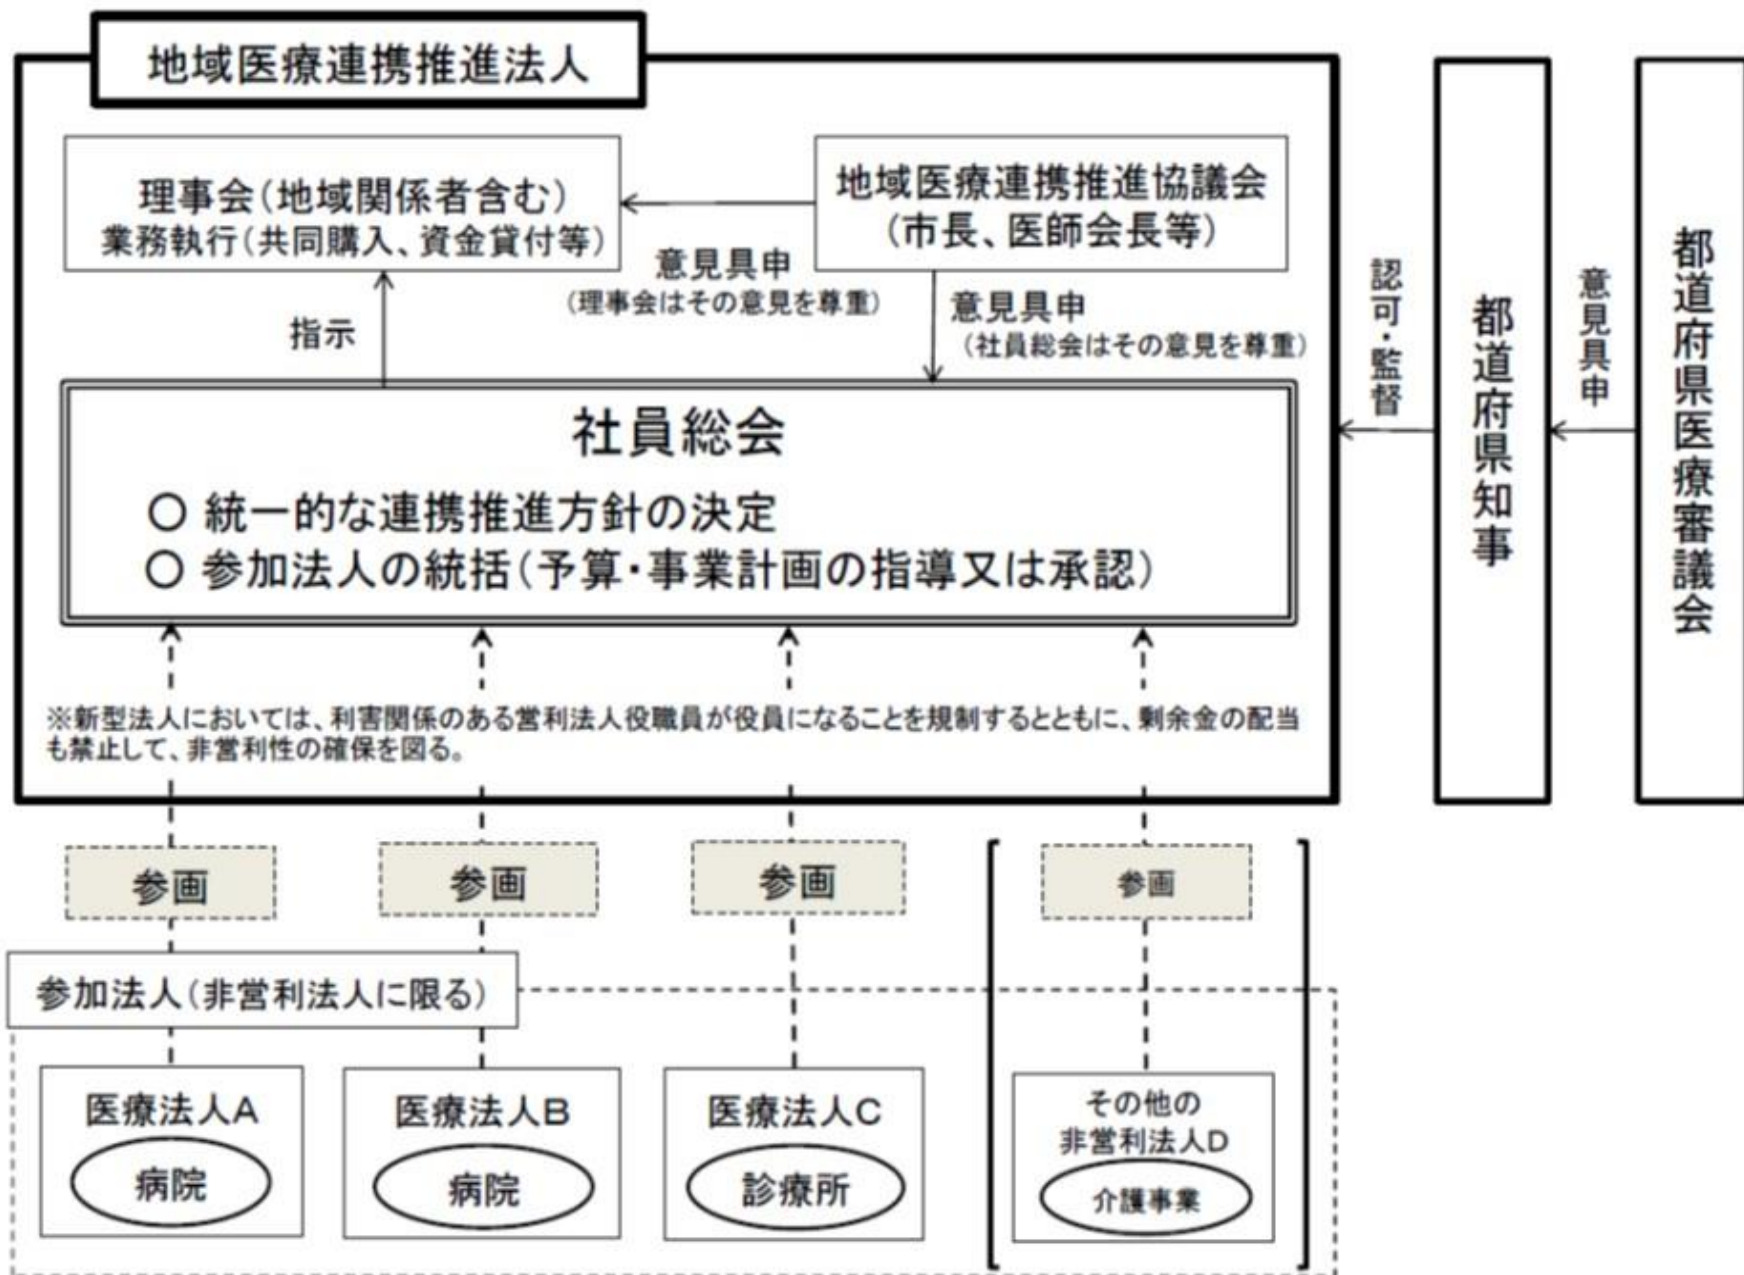 地域医療連携推進法人
理事会(地域関係者含む)
業務執行(共同購入、資金貸付等)
地域医療連携推進協議会
(市長、医師会長等)
意見具申
(理事会はその意見を尊重)
意見具申
(社員総会はその意見を尊重)
指示
社員総会
○ 統一的な連携推進方針の決定
○ 参加法人の統括(予算・事業計画の指導又は承認)
※新型法人においては、利害関係のある営利法人役職員が役員になることを規制するとともに、剰余金の配当
も禁止して、非営利性の確保を図る。
認可・監督
都道府県知事
意見具申
都道府県医療審議会
参画
参画
参画
参画
参加法人(非営利法人に限る)
医療法人A
病院
医療法人B
病院
医療法人C
診療所
その他の
非営利法人D
介護事業